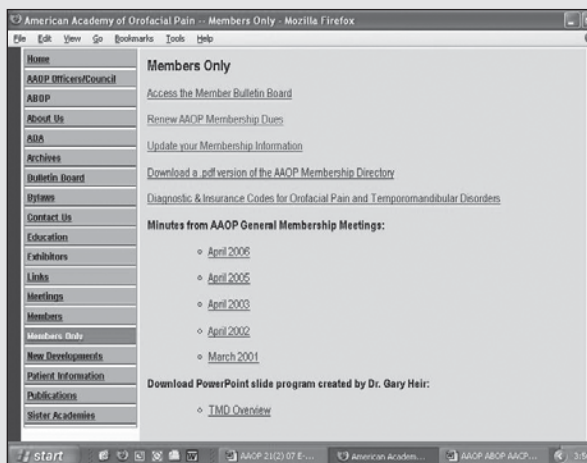 American Academy of Orofacial Pain -- Members Only - Mozilla Firefox
File Edit View Go Bookmarks Tools Help
Home
AAOP Officers/Council
ABOP
About Us
ADA
Archives
Bulletin Board
Bylaws
Contact Us
Education
Exhibitors
Links
Meetings
Members
Members Only
New Developments
Patient Information
Publications
Sister Academies
Members Only
Access the Member Bulletin Board
Renew AAOP Membership Dues
Update your Membership Information
Download a .pdf version of the AAOP Membership Directory
Diagnostic & Insurance Codes for Orofacial Pain and Temporomandibular Disorders
Minutes from AAOP General Membership Meetings:
April 2006
April 2005
April 2003
April 2002
March 2001
Download PowerPoint slide program created by Dr. Gary Heir:
TMD Overview
start AAOP 21(2) 07 E-... American Academ... AAOP ABOP AACP...